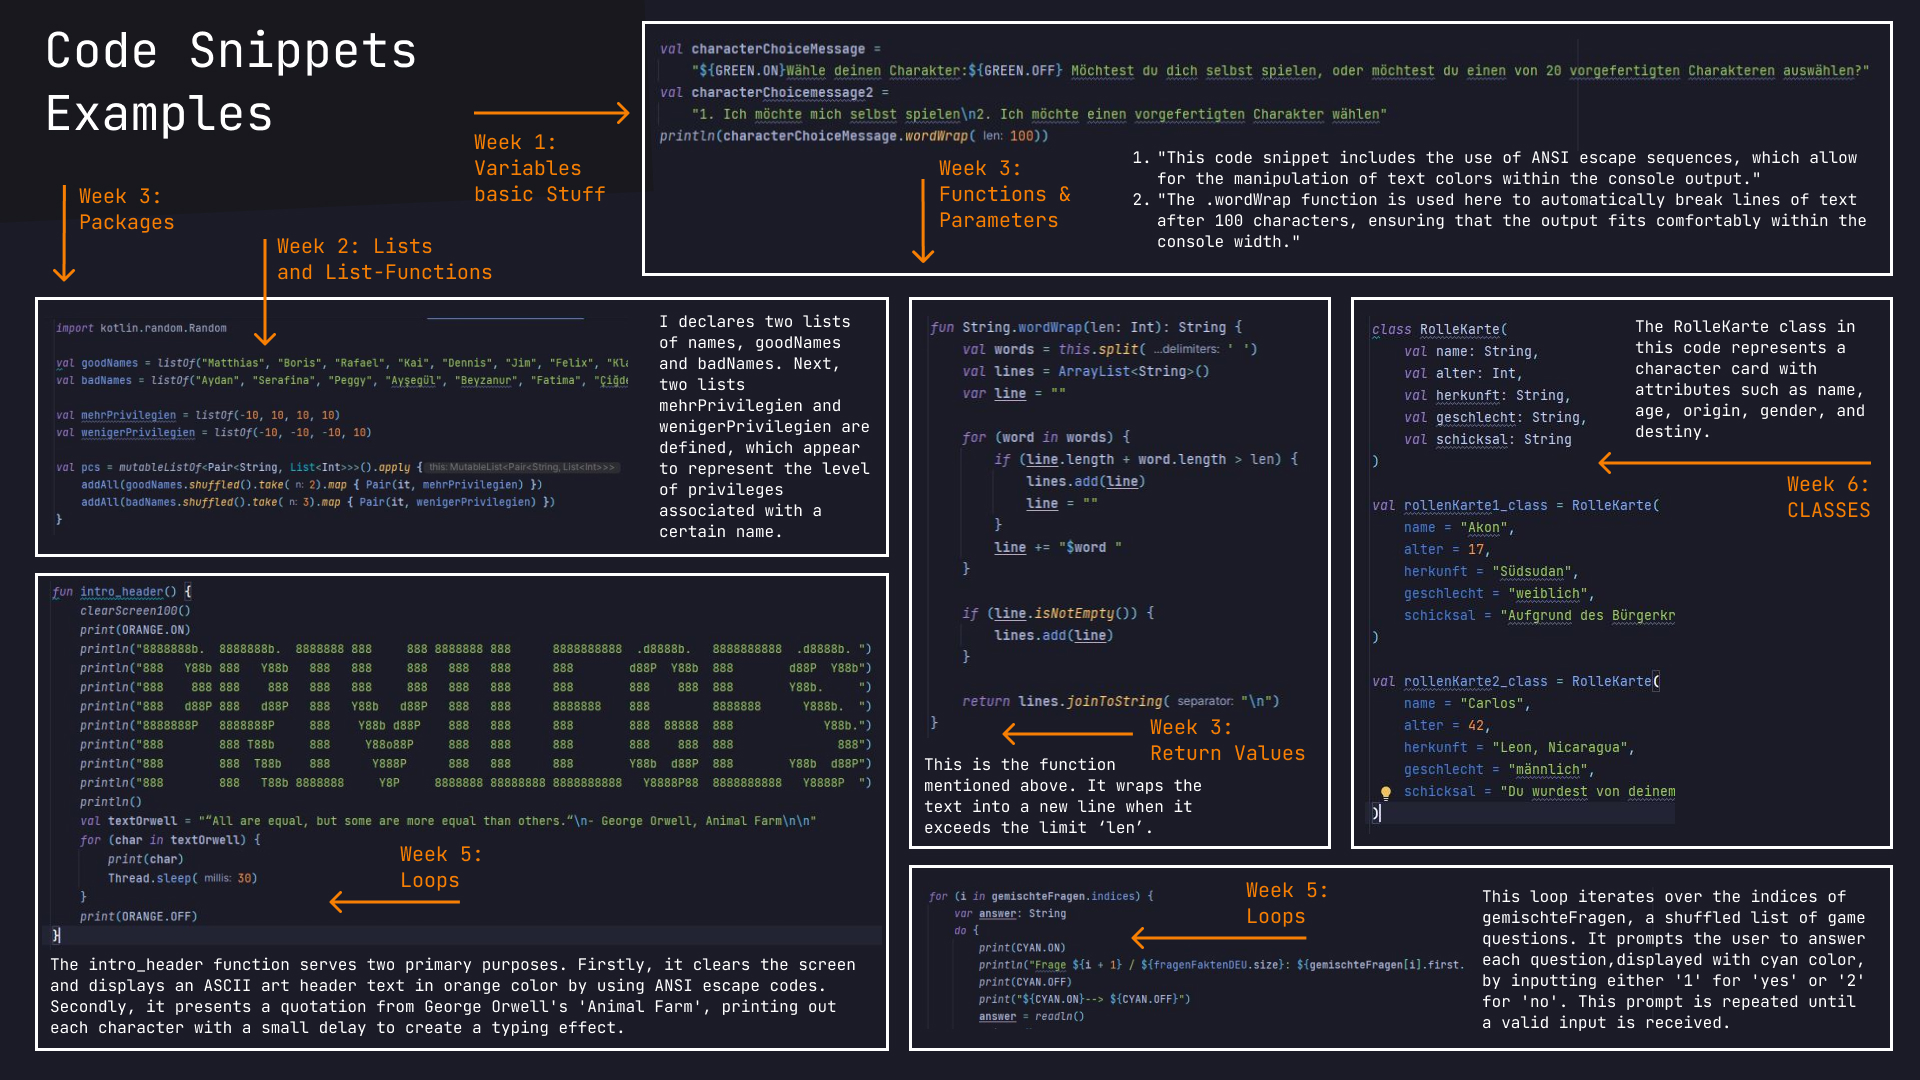 Code Snippets
Examples
Week 1:
Variables
basic Stuff
Week 3:
Packages
Week 2: Lists
and List-Functions
val characterChoiceMessage =
"${GREEN.ON}Wähle deinen Charakter:${GREEN.OFF} Möchtest du dich selbst spielen, oder möchtest du einen von 20 vorgefertigten Charakteren auswählen?"
val characterChoicemessage2 =
"1. Ich möchte mich selbst spielen\n2. Ich möchte einen vorgefertigten Charakter wählen"
println(characterChoiceMessage.wordWrap( len: 100))
Week 3:
Functions &
Parameters
1. "This code snippet includes the use of ANSI escape sequences, which allow
for the manipulation of text colors within the console output."
2. "The .wordWrap function is used here to automatically break lines of text
after 100 characters, ensuring that the output fits comfortably within the
console width."
import kotlin.random.Random
val goodNames = listOf("Matthias", "Boris", "Rafael", "Kai", "Dennis", "Jim", "Felix", "Kla
val badNames = listOf("Aydan", "Serafina", "Peggy", "Ayşegül", "Beyzanur", "Fatima", "Çiğde
val mehrPrivilegien = listOf(-10, 10, 10, 10)
val wenigerPrivilegien = listOf(-10, -10, -10, 10)
val pcs = mutableListOf<Pair<String, List<Int>>>().apply { this: MutableList<Pair<String, List<Int>>>
addAll(goodNames.shuffled().take( n: 2).map { Pair(it, mehrPrivilegien) })
addAll(badNames.shuffled().take( n: 3).map { Pair(it, wenigerPrivilegien) })
}
I declares two lists
of names, goodNames
and badNames. Next,
two lists
mehrPrivilegien and
wenigerPrivilegien are
defined, which appear
to represent the level
of privileges
associated with a
certain name.
fun String.wordWrap(len: Int): String {
val words = this.split( ...delimiters: ' ')
val lines = ArrayList<String>()
var line = ""
for (word in words) {
if (line.length + word.length > len) {
lines.add(line)
line = ""
}
line += "$word "
}
if (line.isNotEmpty()) {
lines.add(line)
}
return lines.joinToString( separator: "\n")
}
Week 3:
Return Values
This is the function
mentioned above. It wraps the
text into a new line when it
exceeds the limit ‘len’.
class RolleKarte(
val name: String,
val alter: Int,
val herkunft: String,
val geschlecht: String,
val schicksal: String
)
val rollenKarte1_class = RolleKarte(
name = "Akon",
alter = 17,
herkunft = "Südsudan",
geschlecht = "weiblich",
schicksal = "Aufgrund des Bürgerkr
)
val rollenKarte2_class = RolleKarte(
name = "Carlos",
alter = 42,
herkunft = "Leon, Nicaragua",
geschlecht = "männlich",
schicksal = "Du wurdest von deinem
)
The RolleKarte class in
this code represents a
character card with
attributes such as name,
age, origin, gender, and
destiny.
Week 6:
CLASSES
fun intro_header() {
clearScreen100()
print(ORANGE.ON)
println("8888888b.  8888888b.  8888888 888     888 8888888 888      8888888888  .d8888b.   8888888888  .d8888b. ")
println("888   Y88b 888   Y88b   888   888     888   888   888      888        d88P  Y88b  888        d88P  Y88b")
println("888    888 888    888   888   888     888   888   888      888        888    888  888        Y88b.     ")
println("888   d88P 888   d88P   888   Y88b   d88P   888   888      8888888    888         8888888      Y888b.  ")
println("8888888P   8888888P     888    Y88b d88P    888   888      888        888  88888  888             Y88b.")
println("888        888 T88b     888     Y88o88P     888   888      888        888    888  888               888")
println("888        888  T88b    888      Y888P      888   888      888        Y88b  d88P  888        Y88b  d88P")
println("888        888   T88b 8888888     Y8P     8888888 88888888 8888888888   Y8888P88  8888888888   Y8888P  ")
println()
val textOrwell = "“All are equal, but some are more equal than others.“\n- George Orwell, Animal Farm\n\n"
for (char in textOrwell) {
print(char)
Thread.sleep( millis: 30)
}
print(ORANGE.OFF)
}
Week 5:
Loops
The intro_header function serves two primary purposes. Firstly, it clears the screen
and displays an ASCII art header text in orange color by using ANSI escape codes.
Secondly, it presents a quotation from George Orwell's 'Animal Farm', printing out
each character with a small delay to create a typing effect.
for (i in gemischteFragen.indices) {
var answer: String
do {
print(CYAN.ON)
println("Frage ${i + 1} / ${fragenFaktenDEU.size}: ${gemischteFragen[i].first.
print(CYAN.OFF)
print("${CYAN.ON}--> ${CYAN.OFF}")
answer = readln()
Week 5:
Loops
This loop iterates over the indices of
gemischteFragen, a shuffled list of game
questions. It prompts the user to answer
each question,displayed with cyan color,
by inputting either '1' for 'yes' or '2'
for 'no'. This prompt is repeated until
a valid input is received.